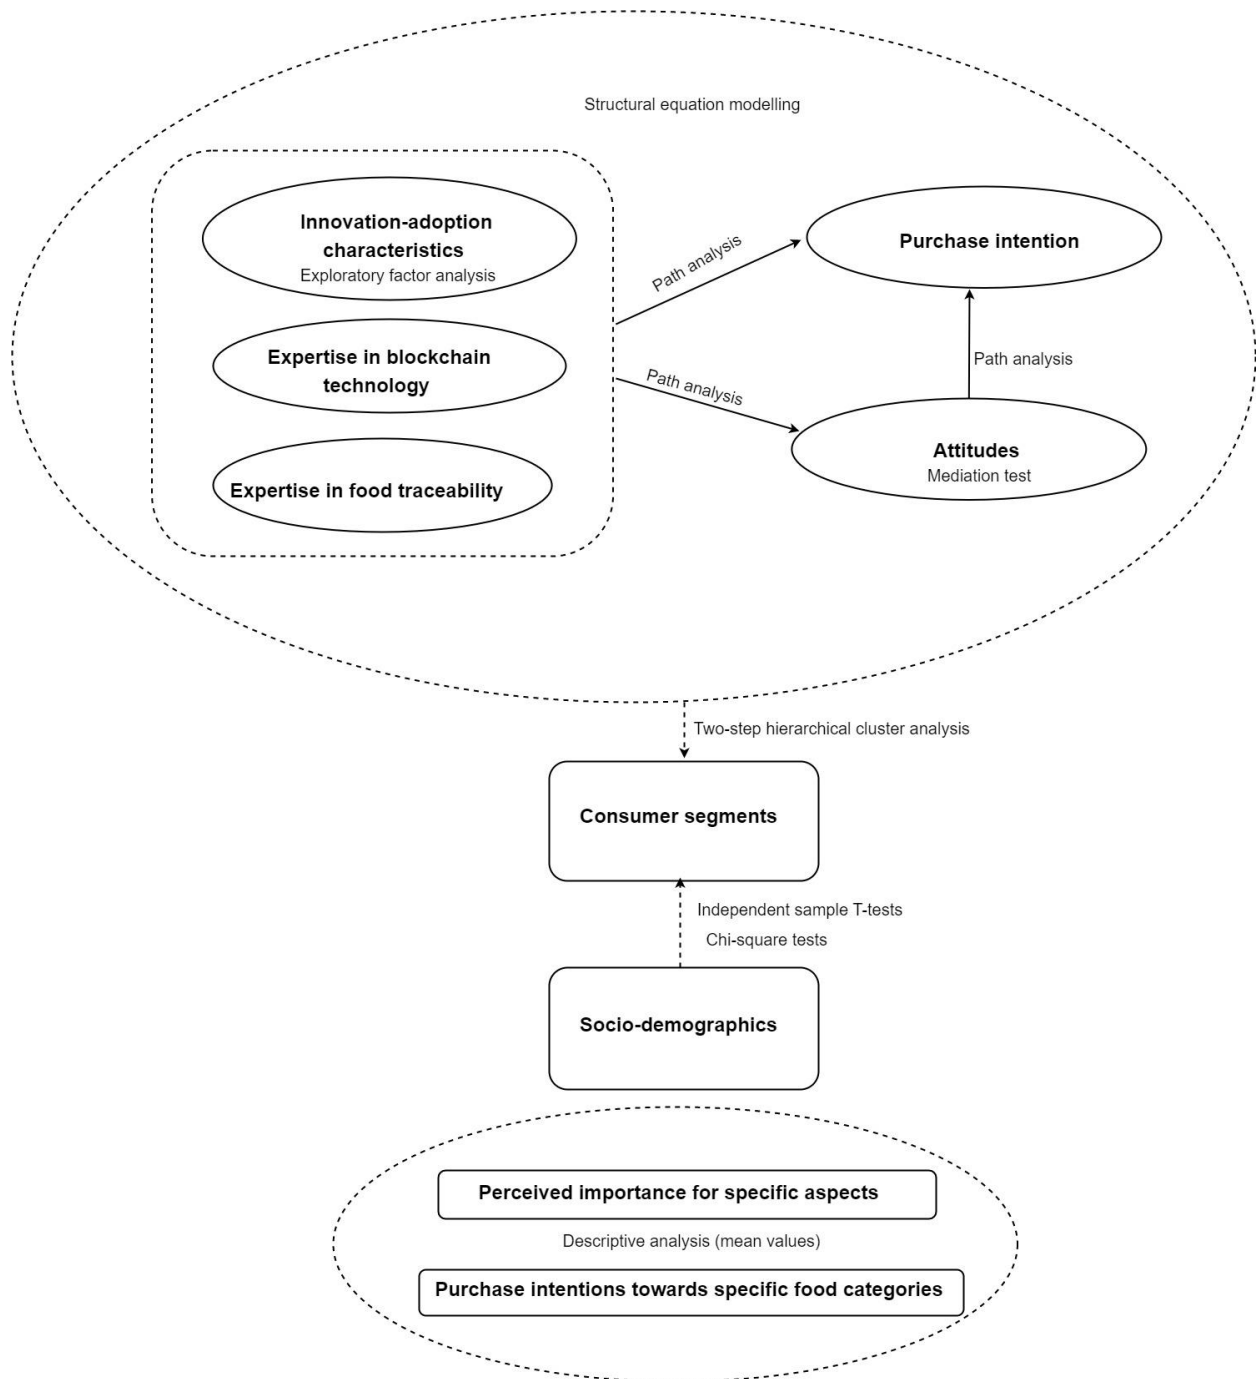 Structural equation modelling
Innovation-adoption
characteristics
Exploratory factor analysis
Expertise in blockchain
technology
Expertise in food traceability
Path analysis
Path analysis
Purchase intention
Path analysis
Attitudes
Mediation test
Two-step hierarchical cluster analysis
Consumer segments
Independent sample T-tests
Chi-square tests
Socio-demographics
Perceived importance for specific aspects
Descriptive analysis (mean values)
Purchase intentions towards specific food categories